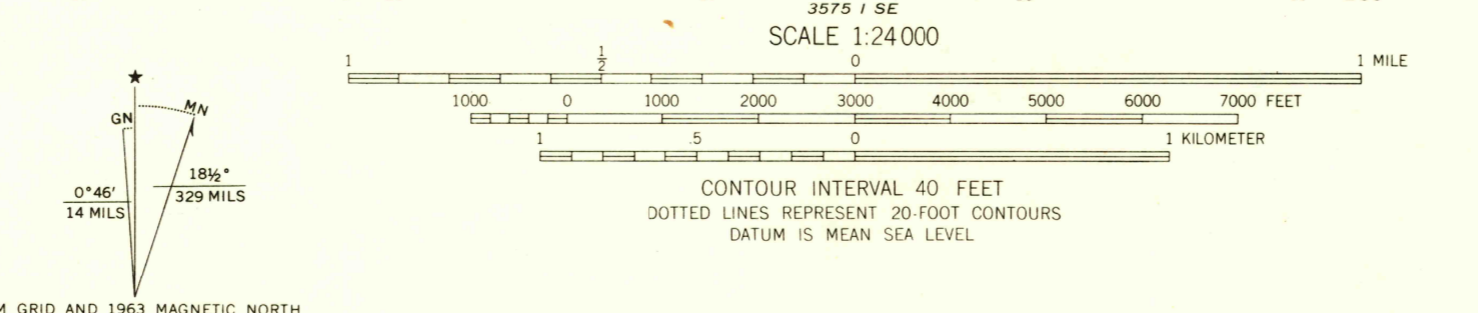 3575 I SE
SCALE 1:24 000
1 1/2 0 1 MILE
1000 0 1000 2000 3000 4000 5000 6000 7000 FEET
1 .5 0 1 KILOMETER
CONTOUR INTERVAL 40 FEET
DOTTED LINES REPRESENT 20-FOOT CONTOURS
DATUM IS MEAN SEA LEVEL
GN
MN
0°46′
14 MILS
18½°
329 MILS
M GRID AND 1963 MAGNETIC NORTH